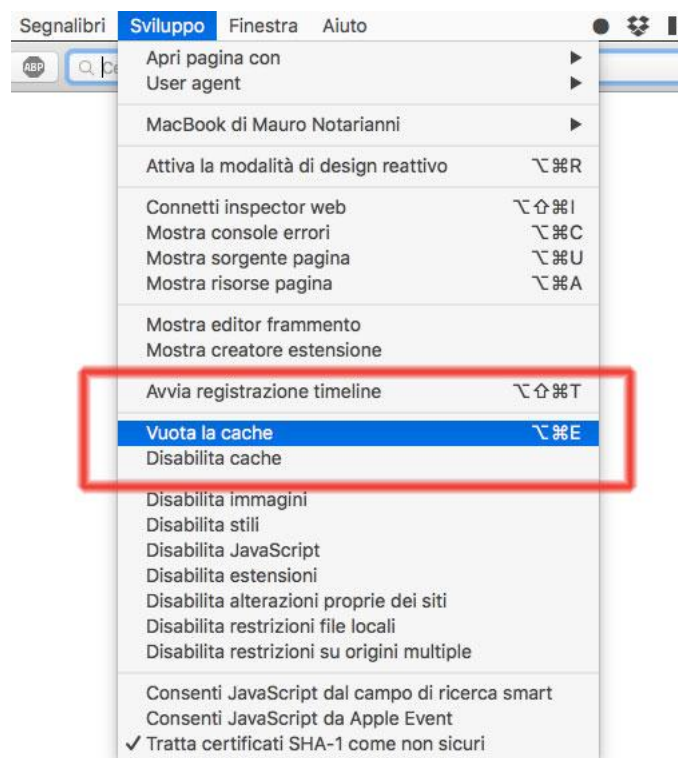 Segnalibri Sviluppo Finestra Aiuto
ABP
Apri pagina con ▶
User agent ▶
MacBook di Mauro Notarianni ▶
Attiva la modalità di design reattivo ⌥⌘R
Connetti inspector web ⌥⇧⌘I
Mostra console errori ⌥⌘C
Mostra sorgente pagina ⌥⌘U
Mostra risorse pagina ⌥⌘A
Mostra editor frammento
Mostra creatore estensione
Avvia registrazione timeline ⌥⇧⌘T
Vuota la cache ⌥⌘E
Disabilita cache
Disabilita immagini
Disabilita stili
Disabilita JavaScript
Disabilita estensioni
Disabilita alterazioni proprie dei siti
Disabilita restrizioni file locali
Disabilita restrizioni su origini multiple
Consenti JavaScript dal campo di ricerca smart
Consenti JavaScript da Apple Event
✓ Tratta certificati SHA-1 come non sicuri